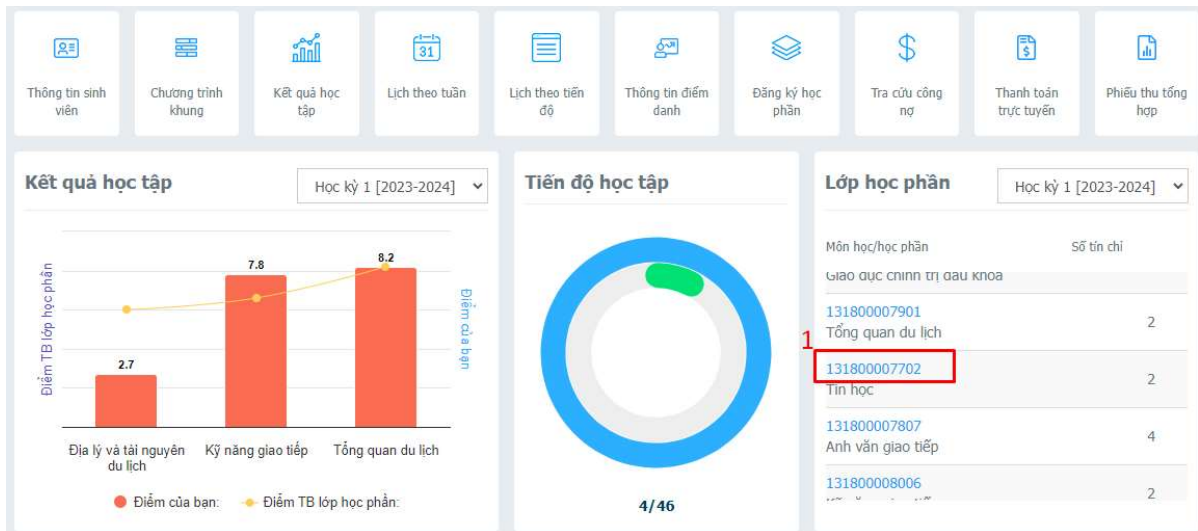 Thông tin sinh
viên
Chương trình
khung
Kết quả học
tập
31
Lịch theo tuần
Lịch theo tiến
độ
Thông tin điểm
danh
Đăng ký học
phần
Tra cứu công
nợ
Thanh toán
trực tuyến
Phiếu thu tổng
hợp
Kết quả học tập
Học kỳ 1 [2023-2024]
Điểm TB lớp học phần
2.7
7.8
8.2
Điểm của bạn
Địa lý và tài nguyên
du lịch
Kỹ năng giao tiếp
Tổng quan du lịch
Điểm của bạn:
Điểm TB lớp học phần:
Tiến độ học tập
4/46
Lớp học phần
Học kỳ 1 [2023-2024]
Môn học/học phần
Số tín chỉ
Giáo dục chính trị đầu khóa
131800007901
Tổng quan du lịch
2
1
131800007702
Tin học
2
131800007807
Anh văn giao tiếp
4
131800008006
2